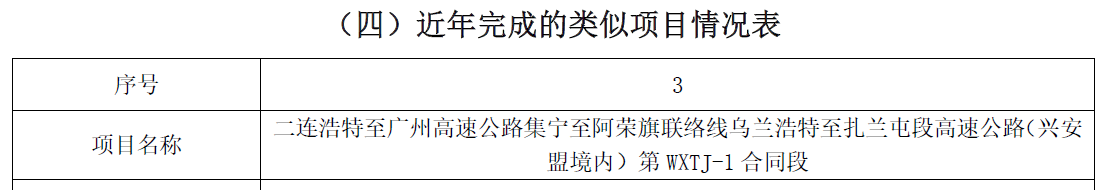 （四）近年完成的类似项目情况表
序号
3
项目名称
二连浩特至广州高速公路集宁至阿荣旗联络线乌兰浩特至扎兰屯段高速公路（兴安
盟境内）第 WXTJ-1 合同段